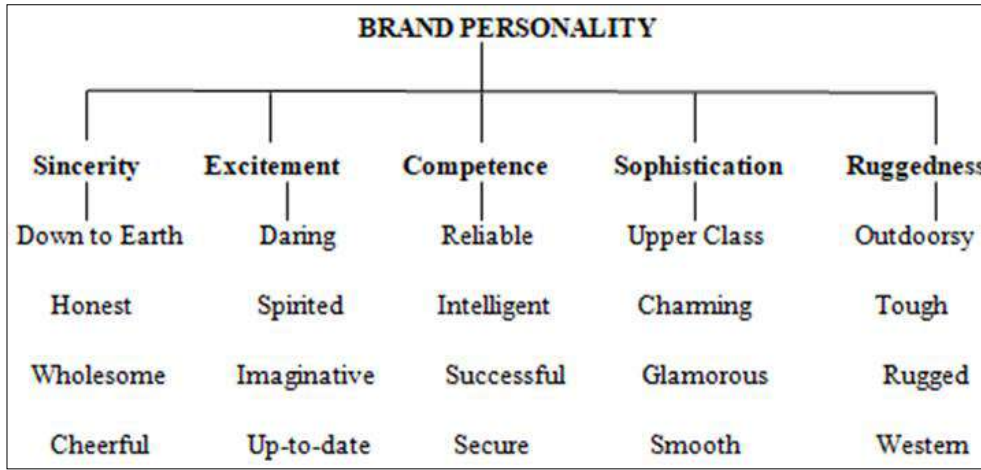 BRAND PERSONALITY
Sincerity Excitement Competence Sophistication Ruggedness
Down to Earth Daring Reliable Upper Class Outdoorsy
Honest Spirited Intelligent Charming Tough
Wholesome Imaginative Successful Glamorous Rugged
Cheerful Up-to-date Secure Smooth Western